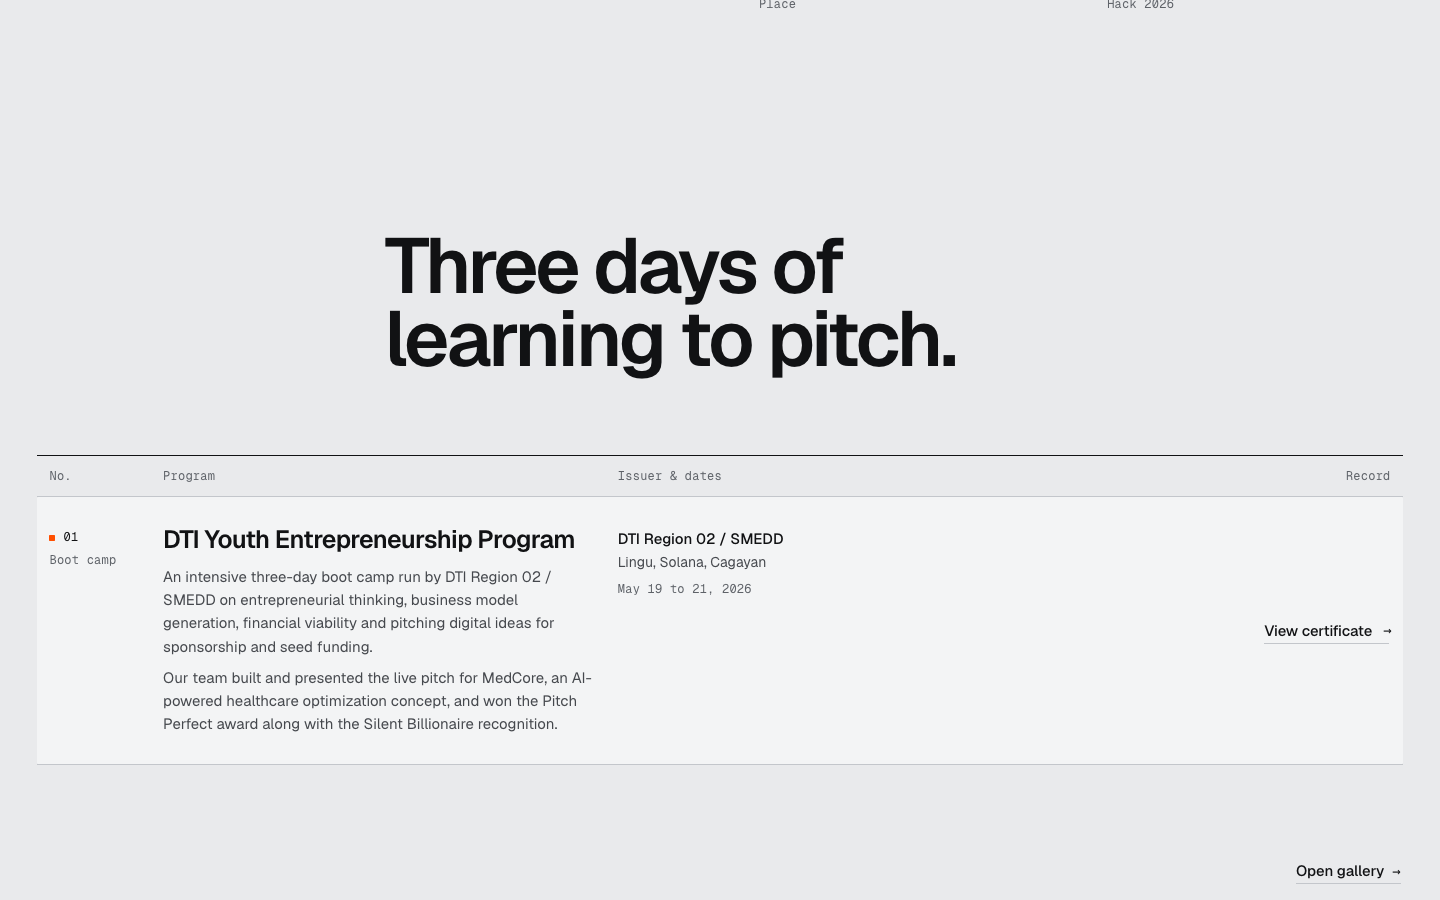 Place
Hack 2026
Three days of
learning to pitch.
No.
Program
Issuer & dates
Record
01
Boot camp
DTI Youth Entrepreneurship Program
An intensive three-day boot camp run by DTI Region 02 /
SMEDD on entrepreneurial thinking, business model
generation, financial viability and pitching digital ideas for
sponsorship and seed funding.
Our team built and presented the live pitch for MedCore, an AI-
powered healthcare optimization concept, and won the Pitch
Perfect award along with the Silent Billionaire recognition.
DTI Region 02 / SMEDD
Lingu, Solana, Cagayan
May 19 to 21, 2026
View certificate →
Open gallery →